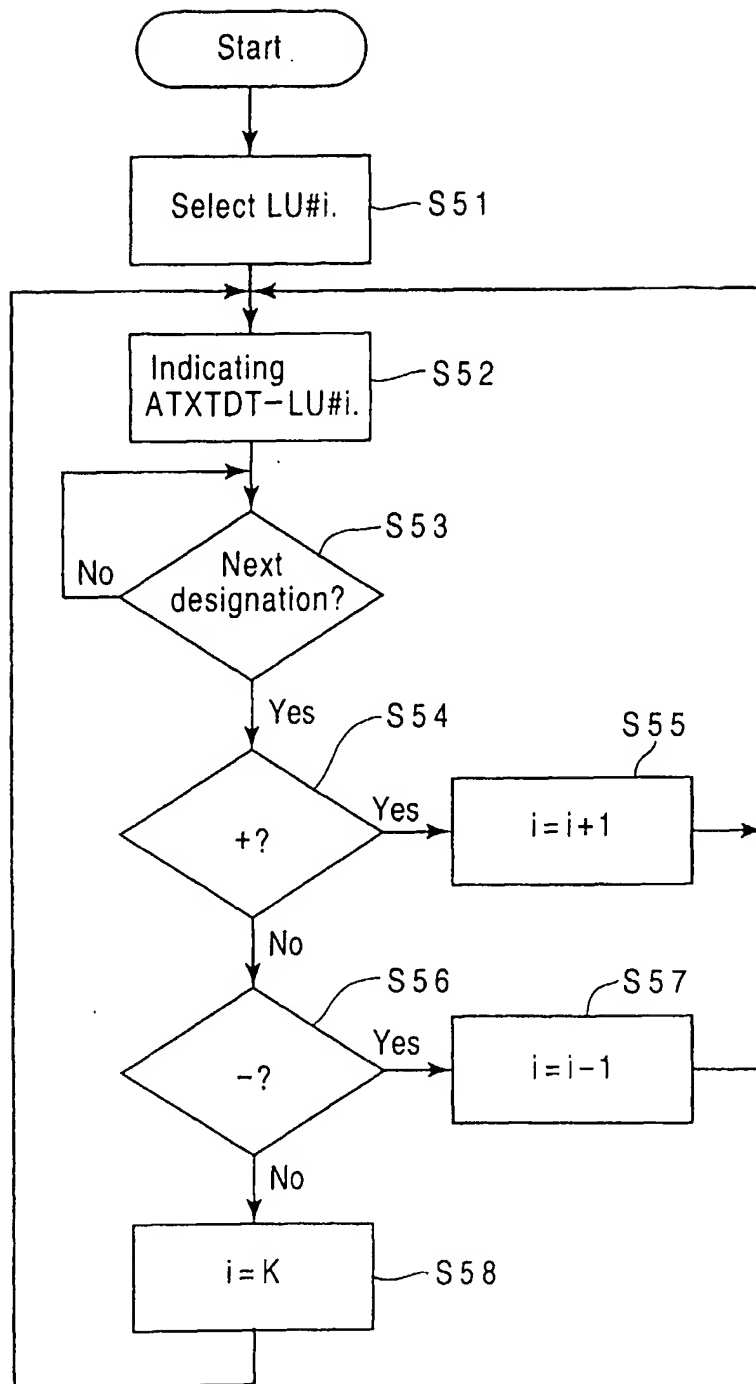 Start
Select LU#i.
S51
Indicating
ATXTDT-LU#i.
S52
S53
Next
designation?
No
Yes
S54
+?
Yes
S55
i=i+1
No
S56
-?
Yes
S57
i=i-1
No
i=K
S58